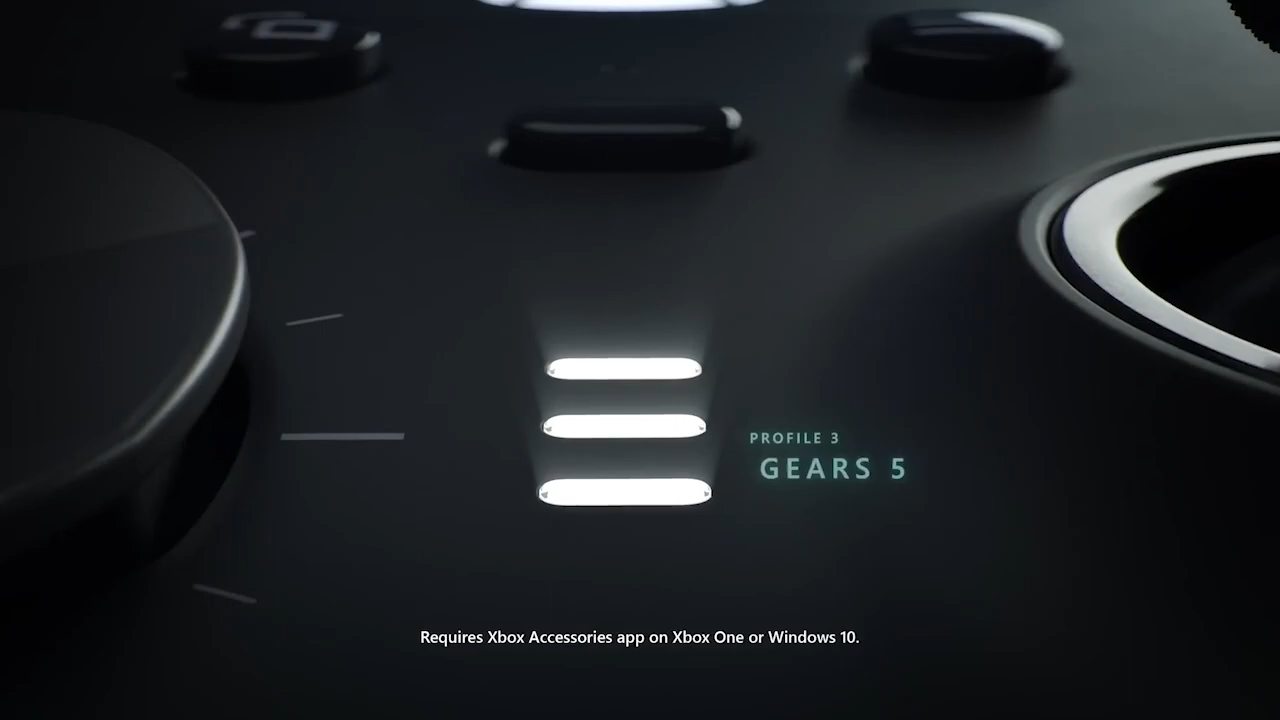 PROFILE 3
GEARS 5
Requires Xbox Accessories app on Xbox One or Windows 10.